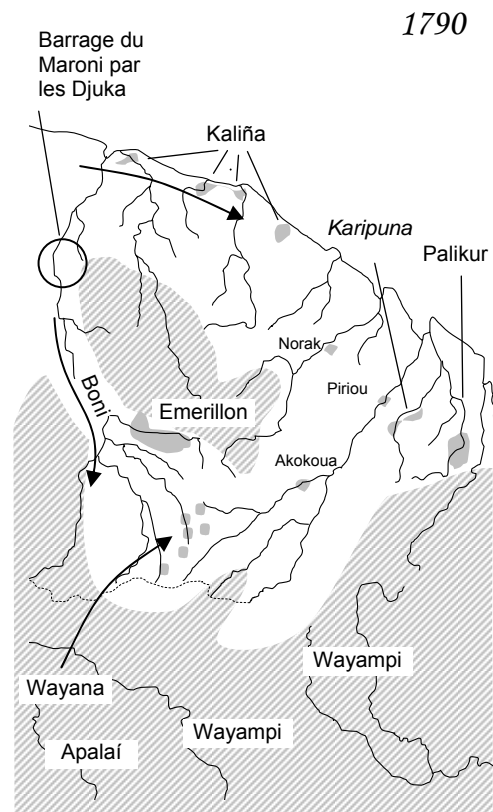 1790
Barrage du
Maroni par
les Djuka
Kaliña
Karipuna
Palikur
Norak
Piriou
Boni
Emerillon
Akokoua
Wayampi
Wayana
Wayampi
Apalaí